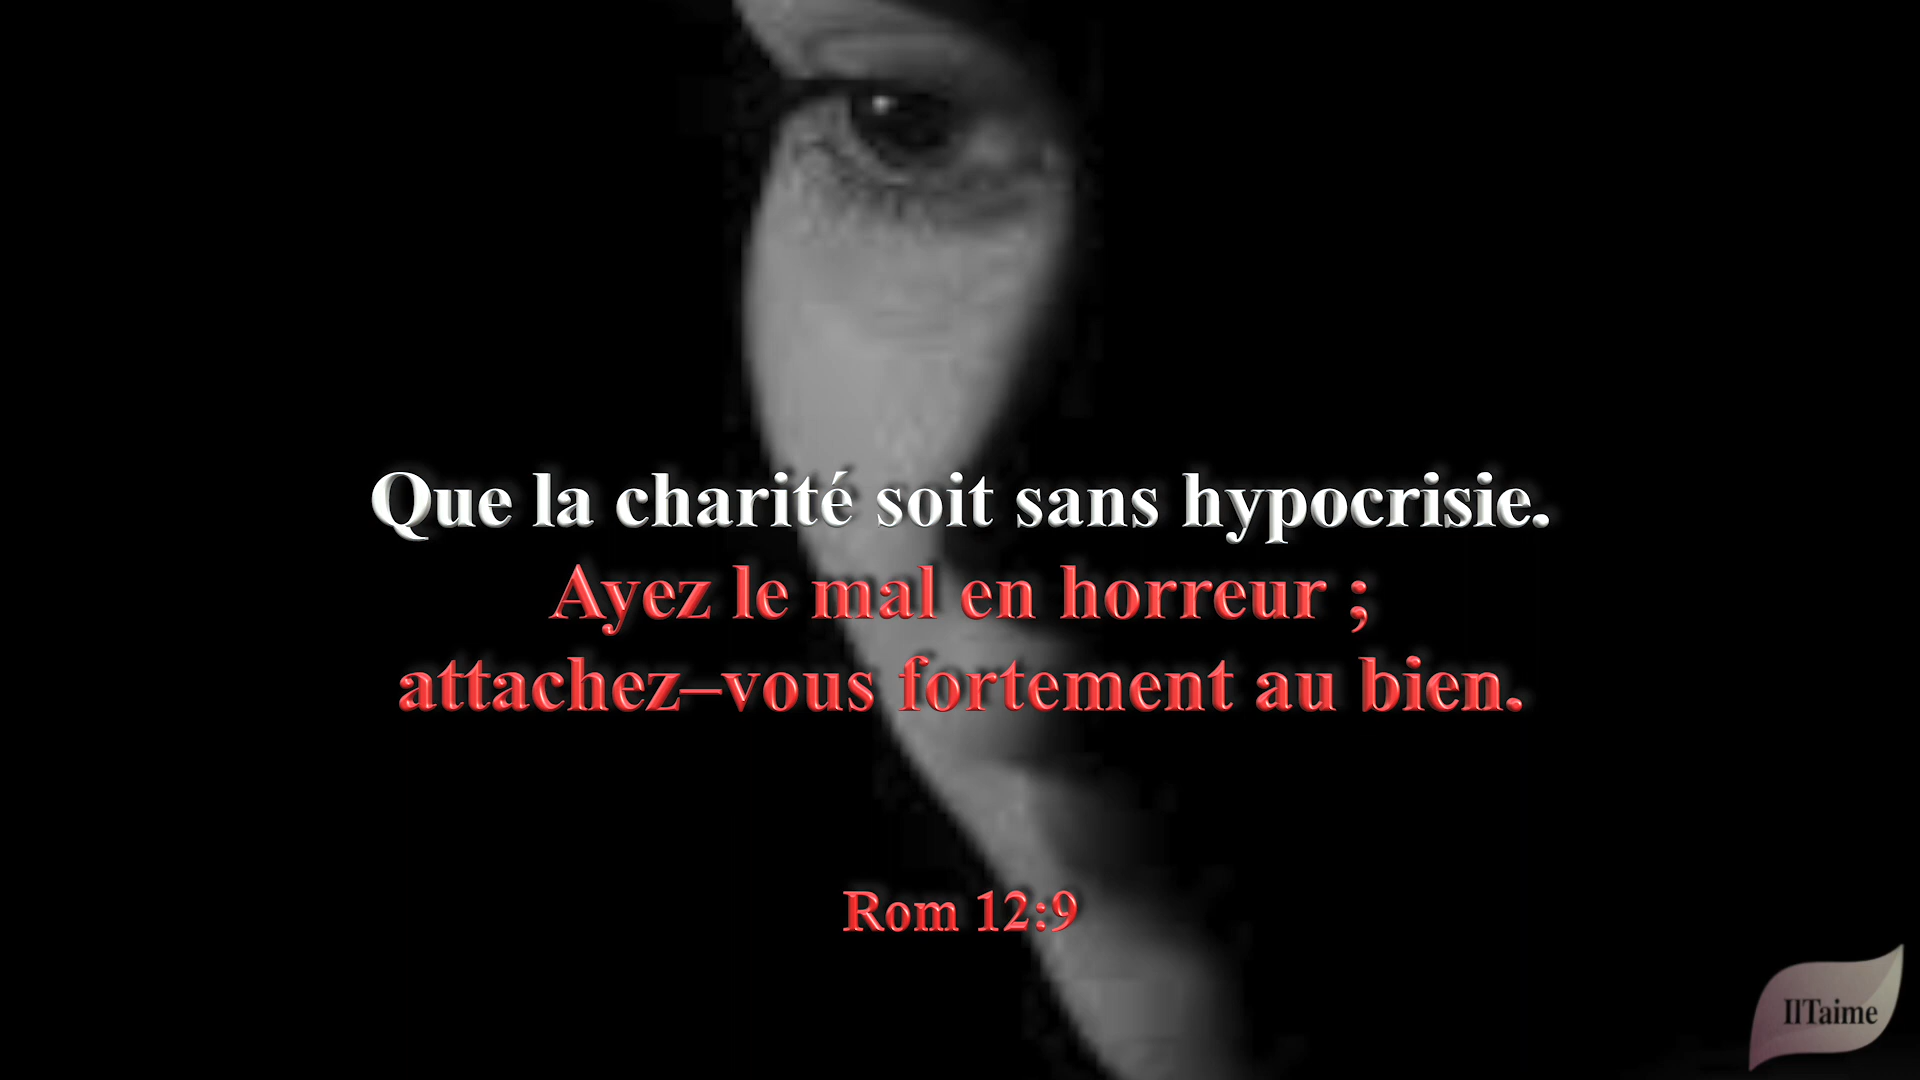 Que la charité soit sans hypocrisie.
Ayez le mal en horreur ;
attachez–vous fortement au bien.
Rom 12:9
IlTaime